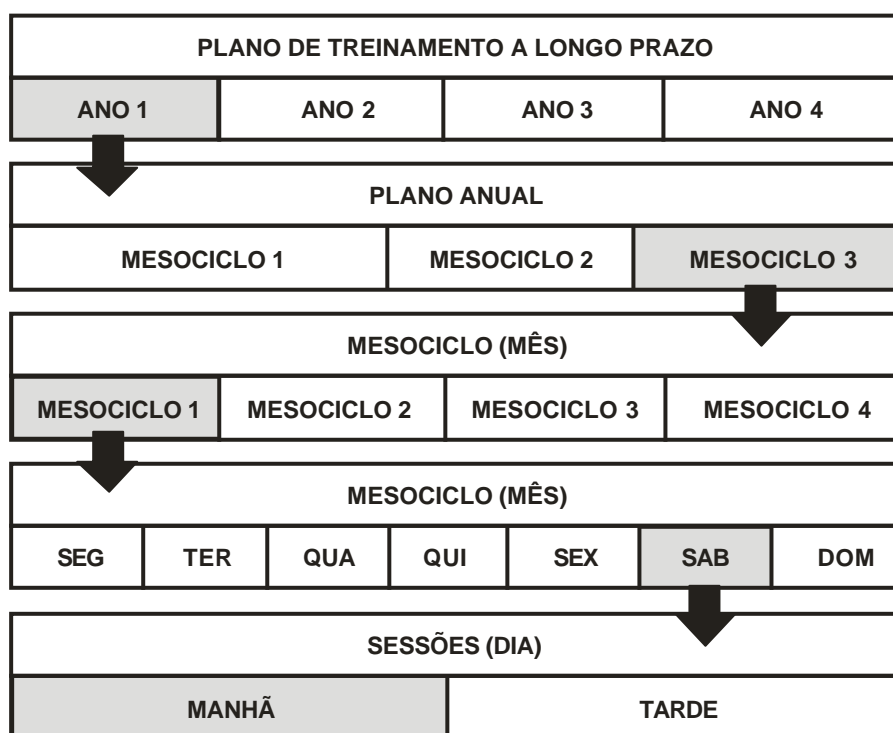 PLANO DE TREINAMENTO A LONGO PRAZO
ANO 1 ANO 2 ANO 3 ANO 4
PLANO ANUAL
MESOCICLO 1 MESOCICLO 2 MESOCICLO 3
MESOCICLO (MÊS)
MESOCICLO 1 MESOCICLO 2 MESOCICLO 3 MESOCICLO 4
MESOCICLO (MÊS)
SEG TER QUA QUI SEX SAB DOM
SESSÕES (DIA)
MANHÃ TARDE